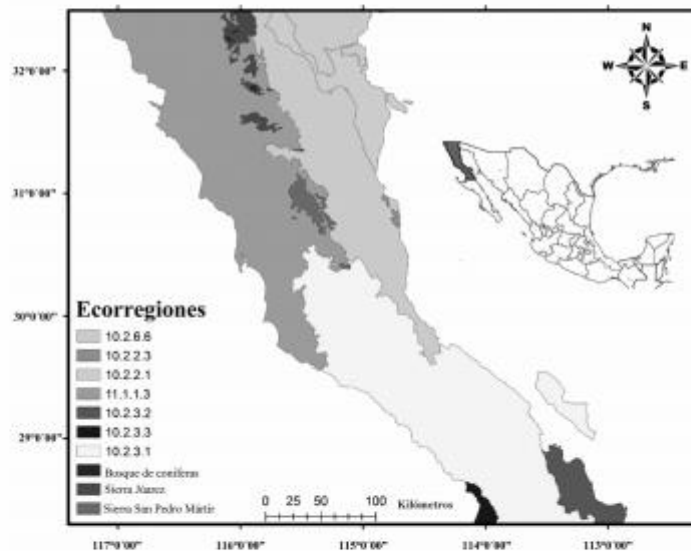 N
W E
S
32°0'00"
31°0'00"
30°0'00"
29°0'00"
Ecorregiones
10.2.6.6
10.2.2.3
10.2.2.1
11.1.1.3
10.2.3.2
10.2.3.3
10.2.3.1
Bosque de coníferas
Sierra Júarez
Sierra San Pedro Mártir
0 25 50 100
Kilómetros
117°0'00" 116°0'00" 115°0'00" 114°0'00" 113°0'00"